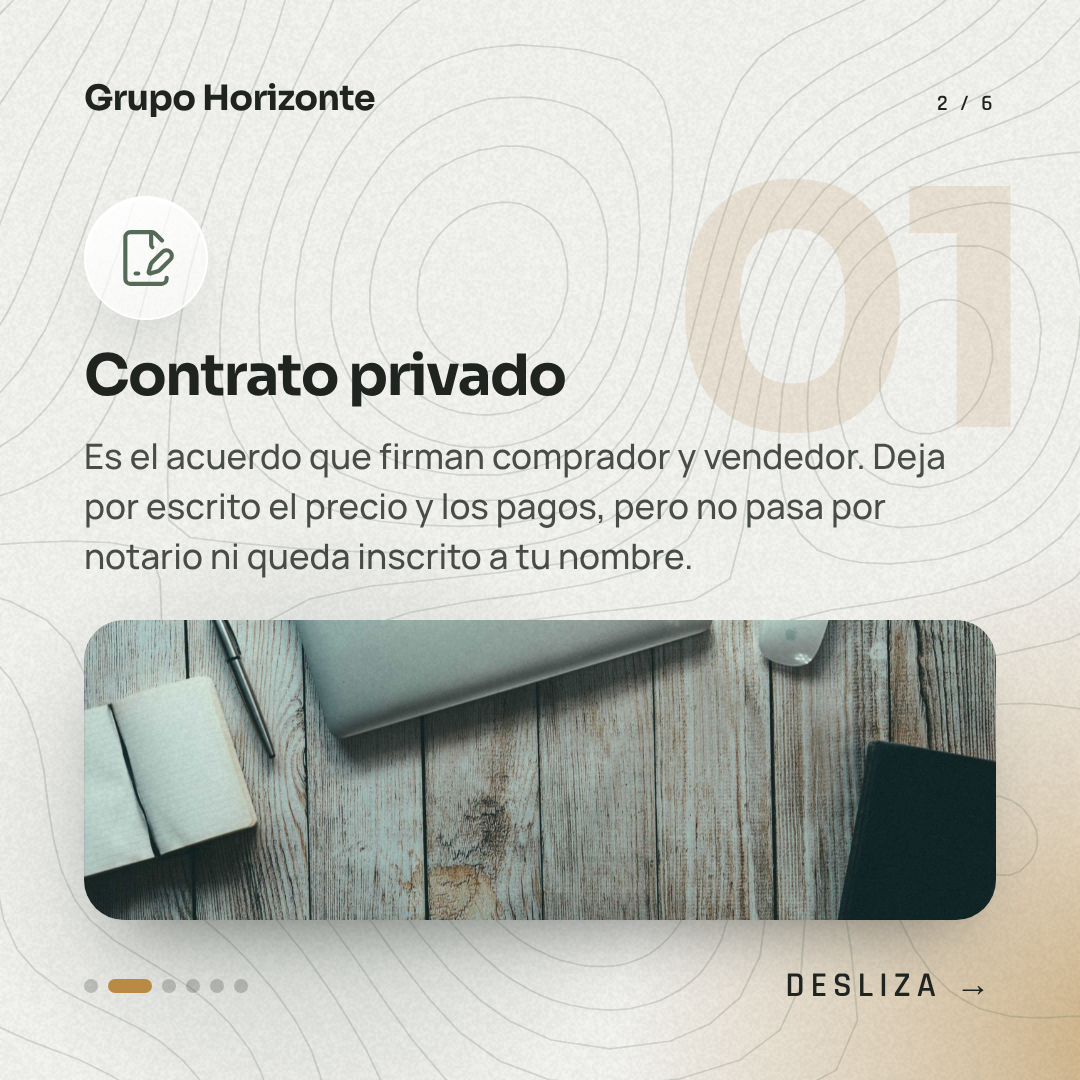 Grupo Horizonte
2 / 6
01
Contrato privado
Es el acuerdo que firman comprador y vendedor. Deja
por escrito el precio y los pagos, pero no pasa por
notario ni queda inscrito a tu nombre.
DESLIZA →